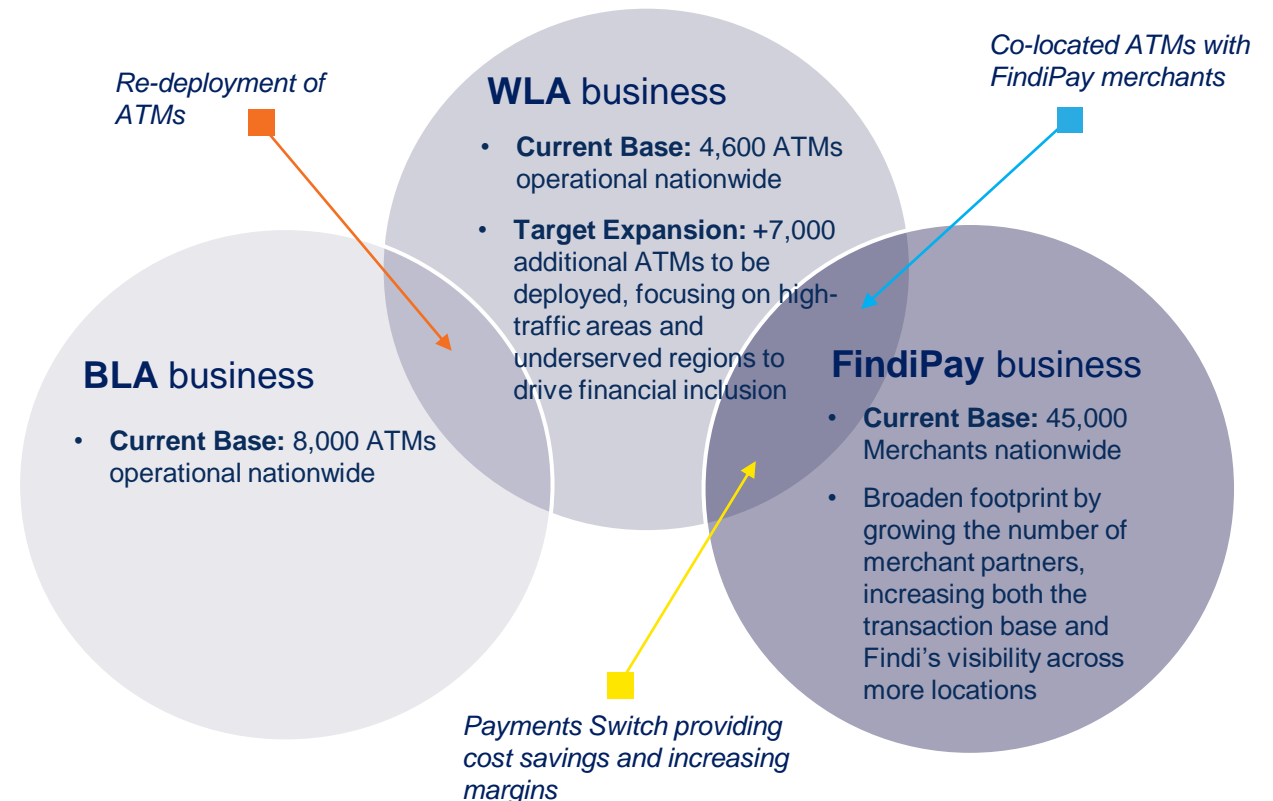 Re-deployment of
ATMs
WLA business
• Current Base: 4,600 ATMs
operational nationwide
• Target Expansion: +7,000
additional ATMs to be
deployed, focusing on high-
traffic areas and
underserved regions to
drive financial inclusion
Co-located ATMs with
FindiPay merchants
BLA business
• Current Base: 8,000 ATMs
operational nationwide
FindiPay business
• Current Base: 45,000
Merchants nationwide
• Broaden footprint by
growing the number of
merchant partners,
increasing both the
transaction base and
Findi’s visibility across
more locations
Payments Switch providing
cost savings and increasing
margins